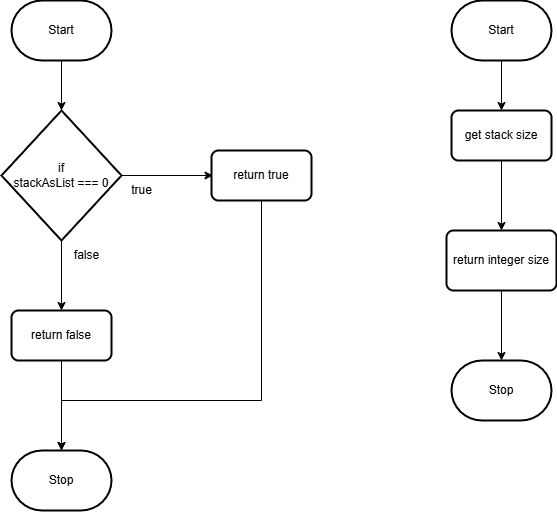 Start
if
stackAsList === 0
true
return true
false
return false
Stop
Start
get stack size
return integer size
Stop